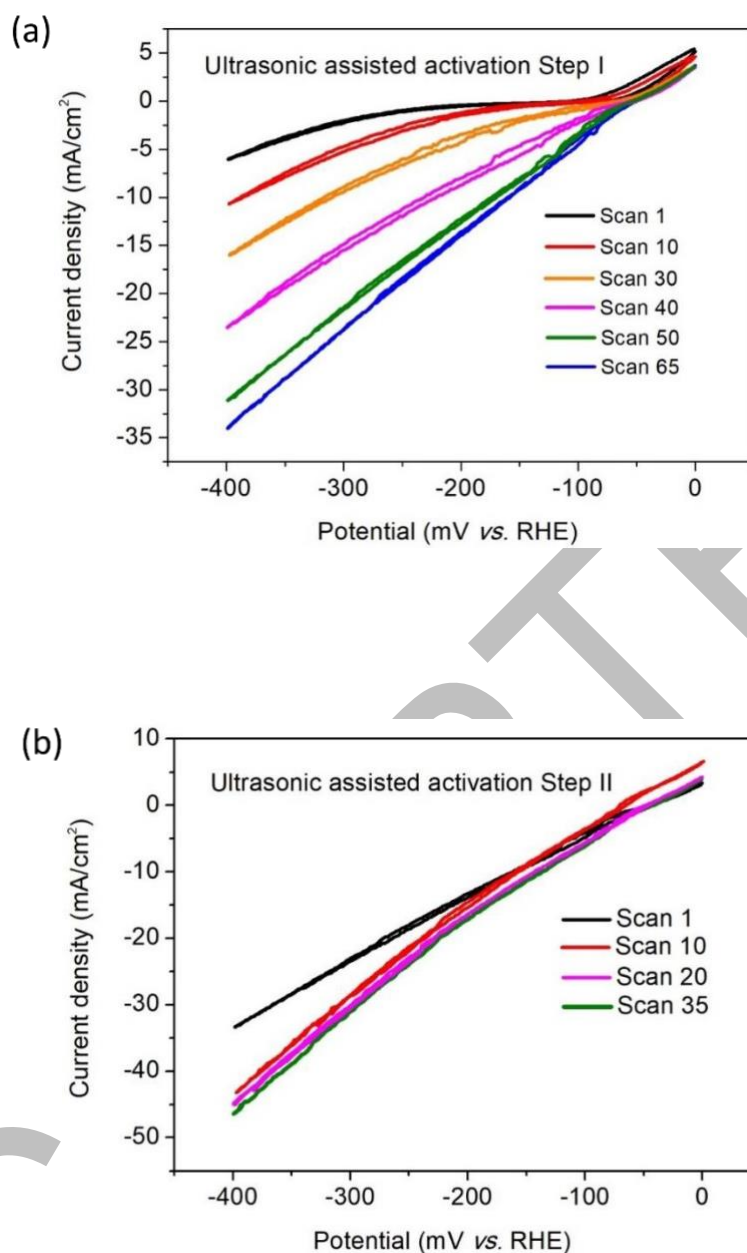 (a)
Ultrasonic assisted activation Step I
5
0
-5
-10
-15
-20
-25
-30
-35
Current density (mA/cm²)
Scan 1
Scan 10
Scan 30
Scan 40
Scan 50
Scan 65
-400 -300 -200 -100 0
Potential (mV vs. RHE)
(b)
Ultrasonic assisted activation Step II
10
0
-10
-20
-30
-40
-50
Current density (mA/cm²)
Scan 1
Scan 10
Scan 20
Scan 35
-400 -300 -200 -100 0
Potential (mV vs. RHE)